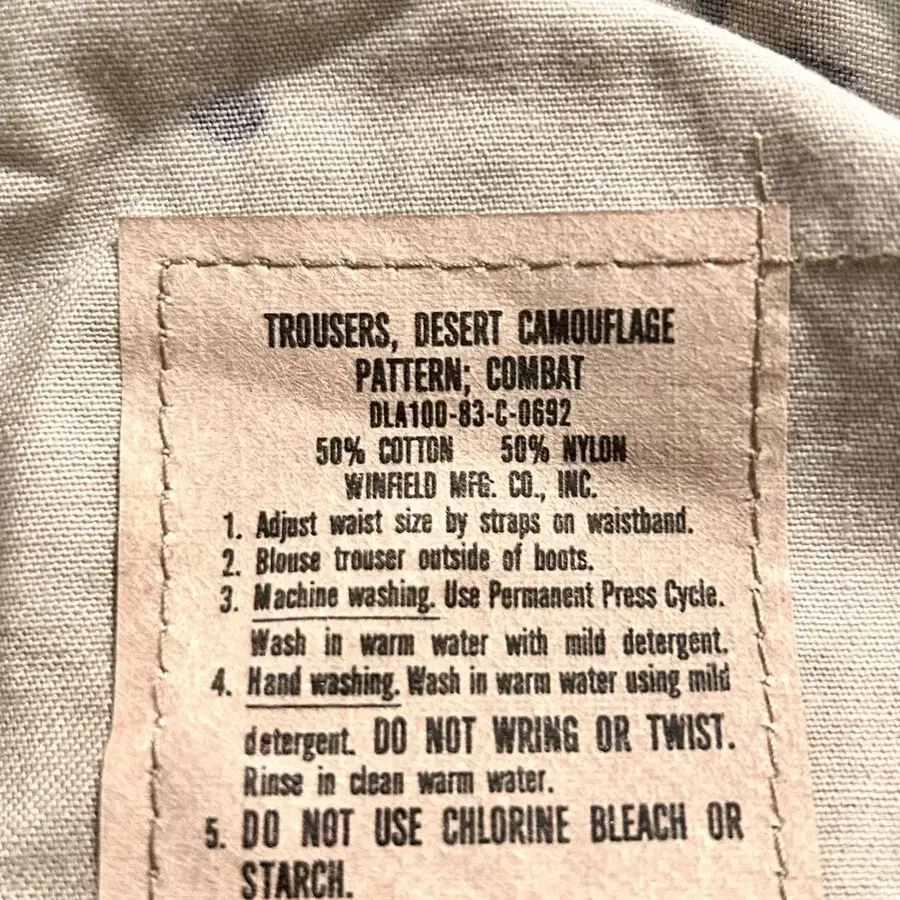 TROUSERS, DESERT CAMOUFLAGE
PATTERN; COMBAT
DLA100-83-C-0692
50% COTTON 50% NYLON
WINFIELD MFG. CO., INC.
1. Adjust waist size by straps on waistband.
2. Blouse trouser outside of boots.
3. Machine washing. Use Permanent Press Cycle.
Wash in warm water with mild detergent.
4. Hand washing. Wash in warm water using mild
detergent. DO NOT WRING OR TWIST.
Rinse in clean warm water.
5. DO NOT USE CHLORINE BLEACH OR
STARCH.